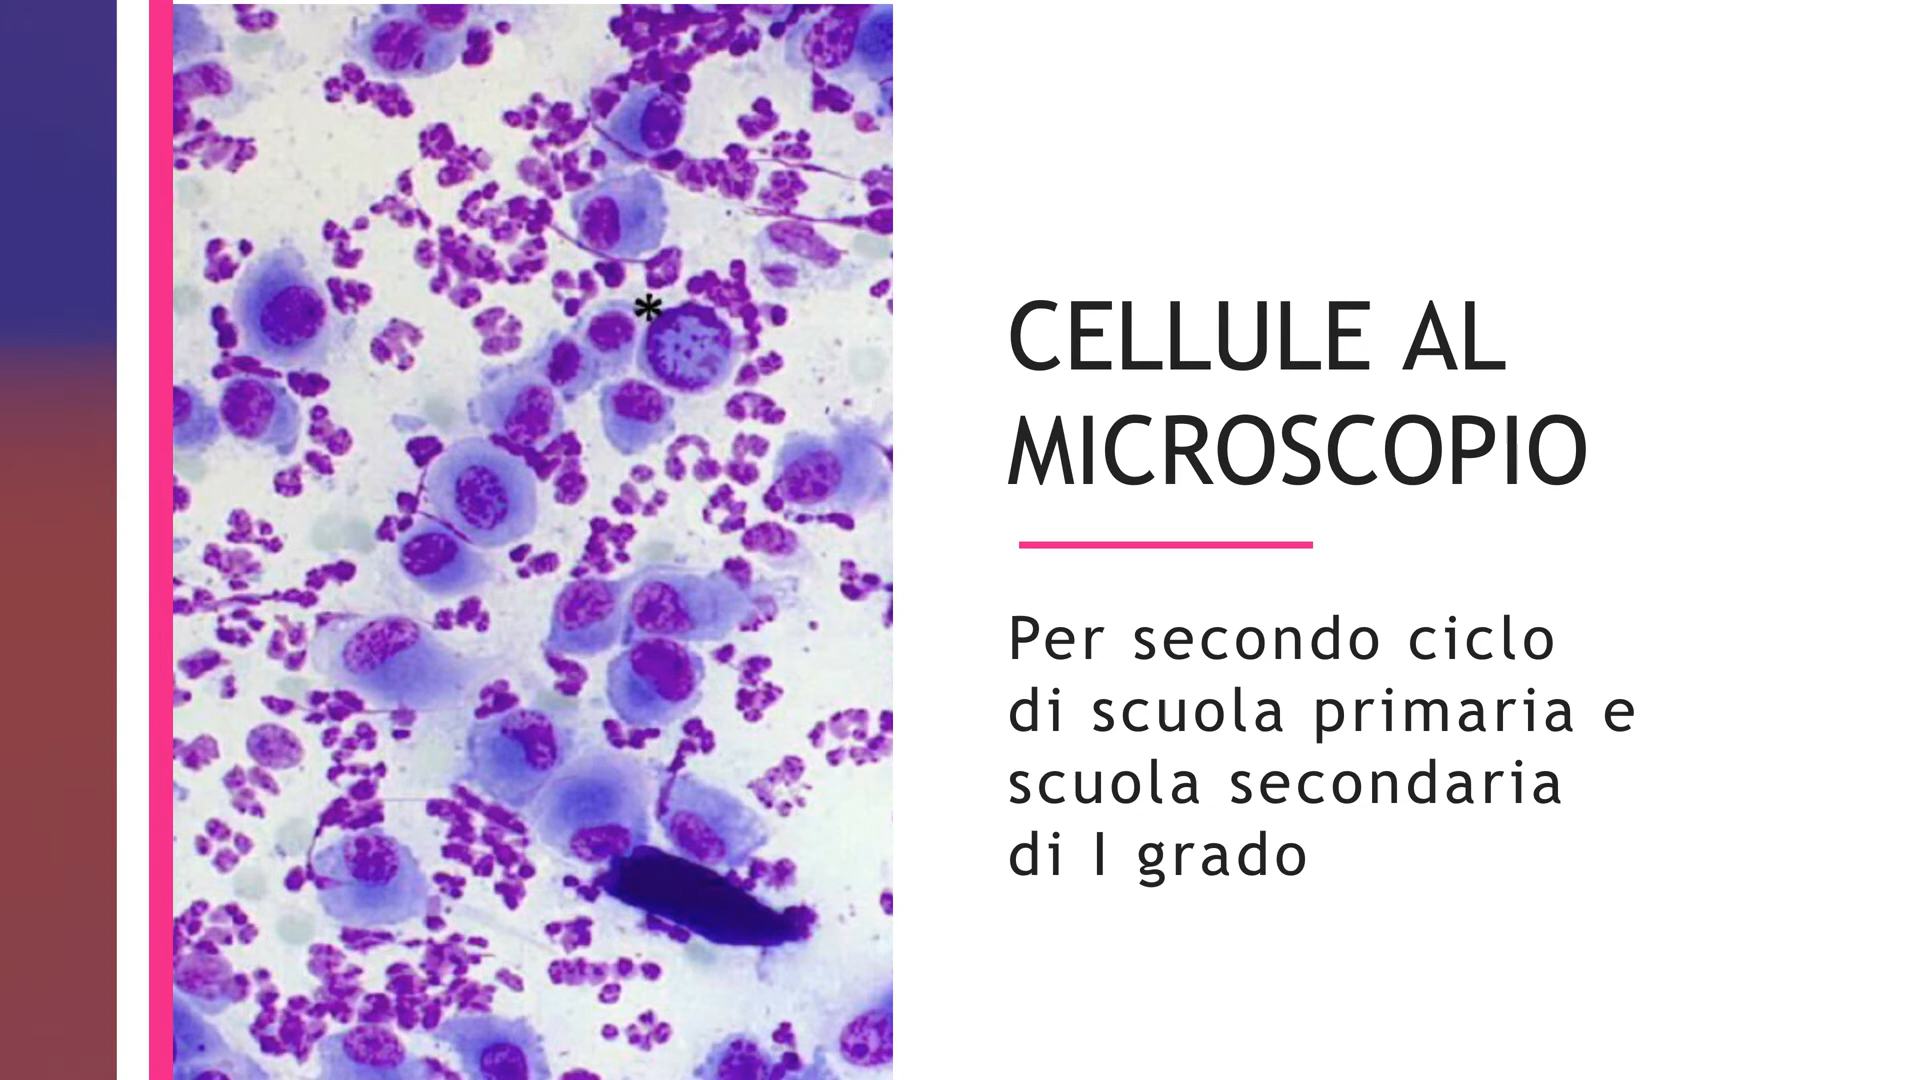 CELLULE AL
MICROSCOPIO
Per secondo ciclo
di scuola primaria e
scuola secondaria
di I grado